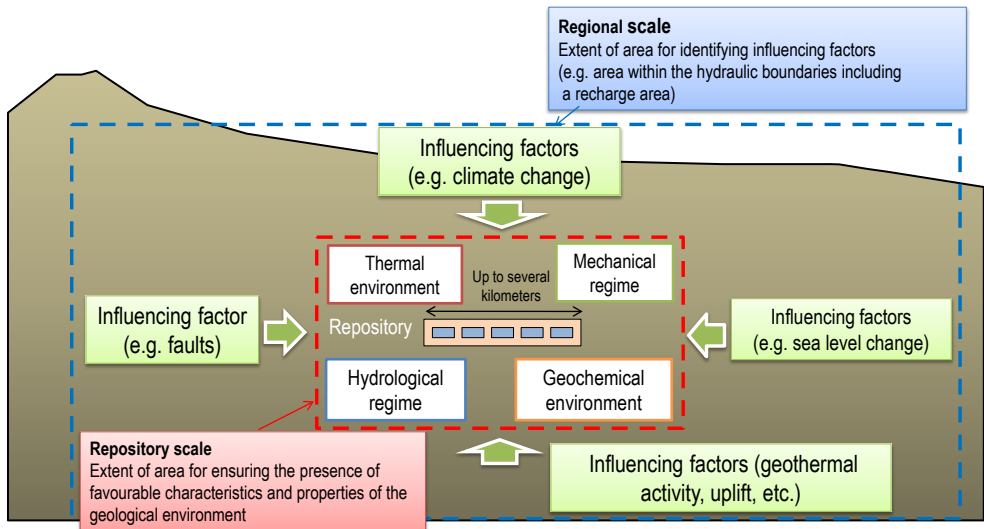 Regional scale
Extent of area for identifying influencing factors
(e.g. area within the hydraulic boundaries including
a recharge area)
Influencing factors
(e.g. climate change)
Thermal
environment
Up to several
kilometers
Mechanical
regime
Influencing factor
(e.g. faults)
Repository
Influencing factors
(e.g. sea level change)
Hydrological
regime
Geochemical
environment
Repository scale
Extent of area for ensuring the presence of
favourable characteristics and properties of the
geological environment
Influencing factors (geothermal
activity, uplift, etc.)